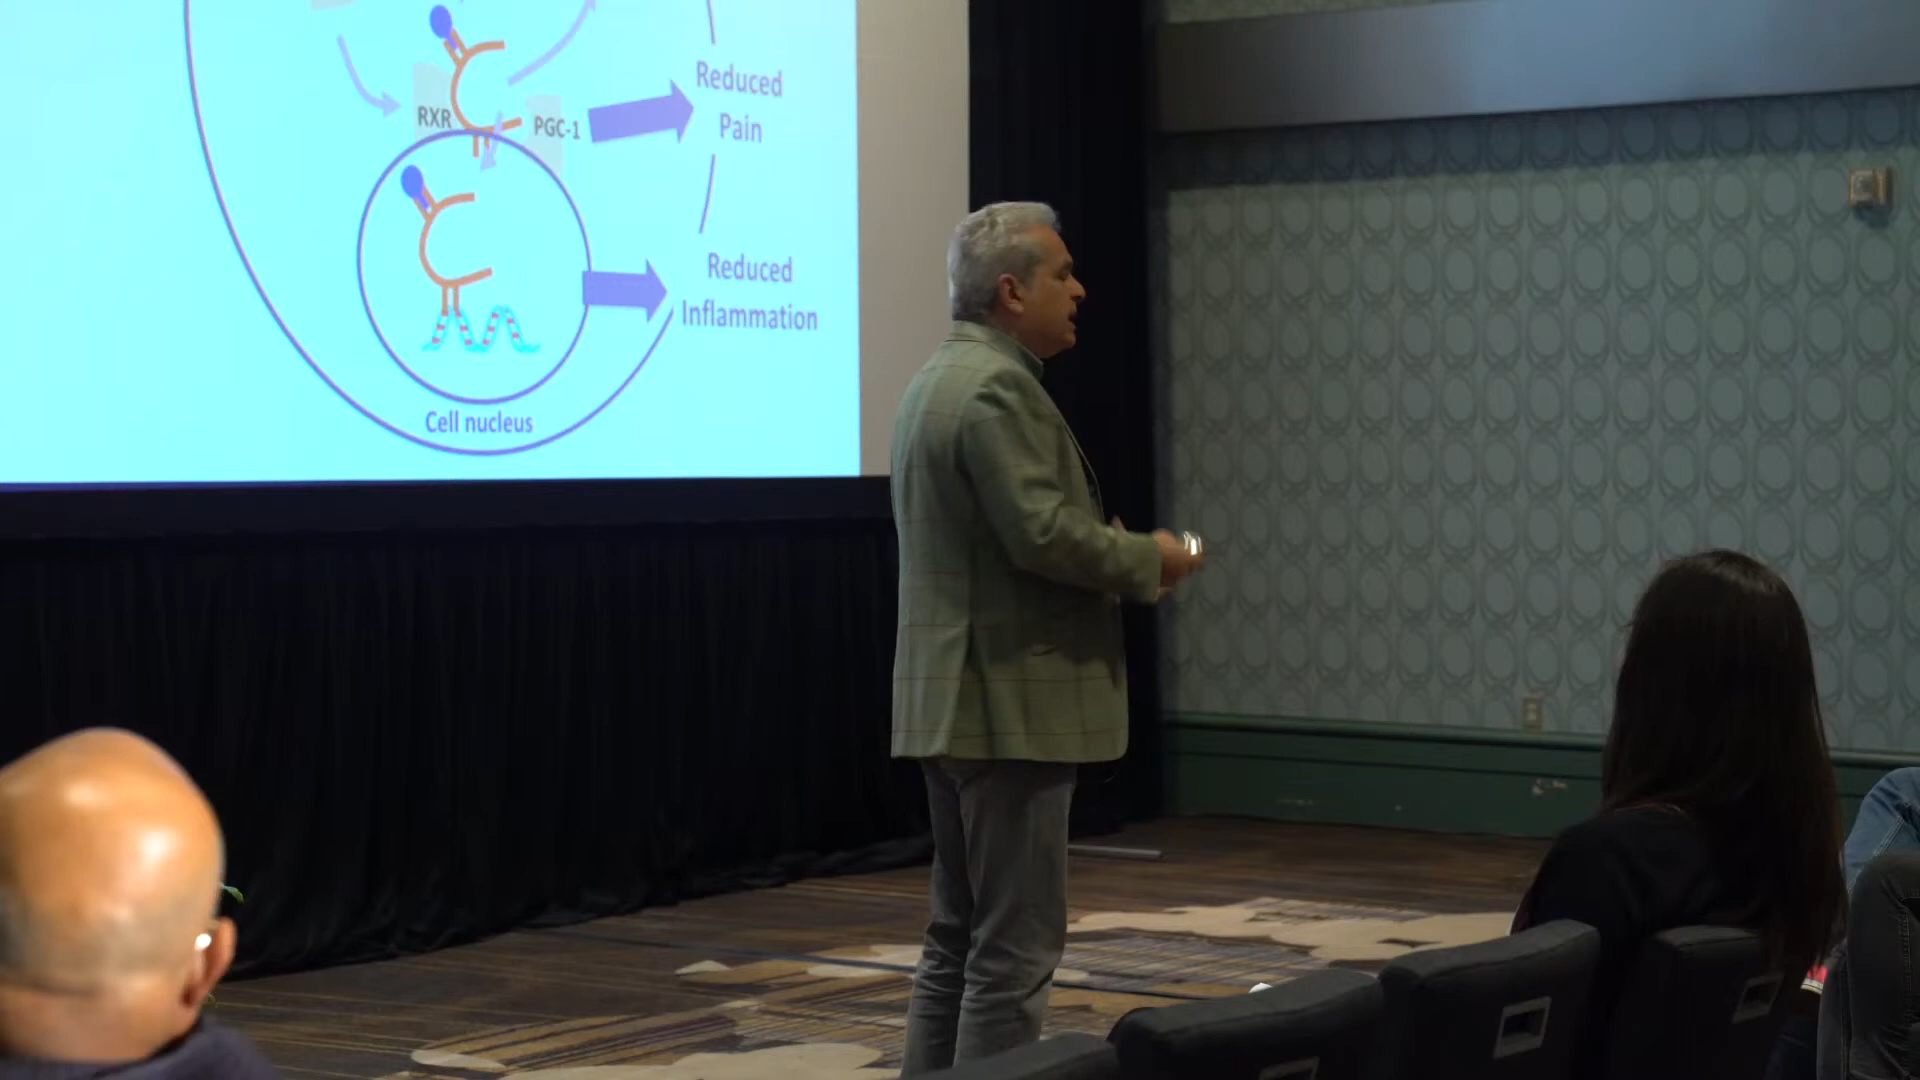 Reduced
Pain
RXR
PGC-1
Reduced
Inflammation
Cell nucleus